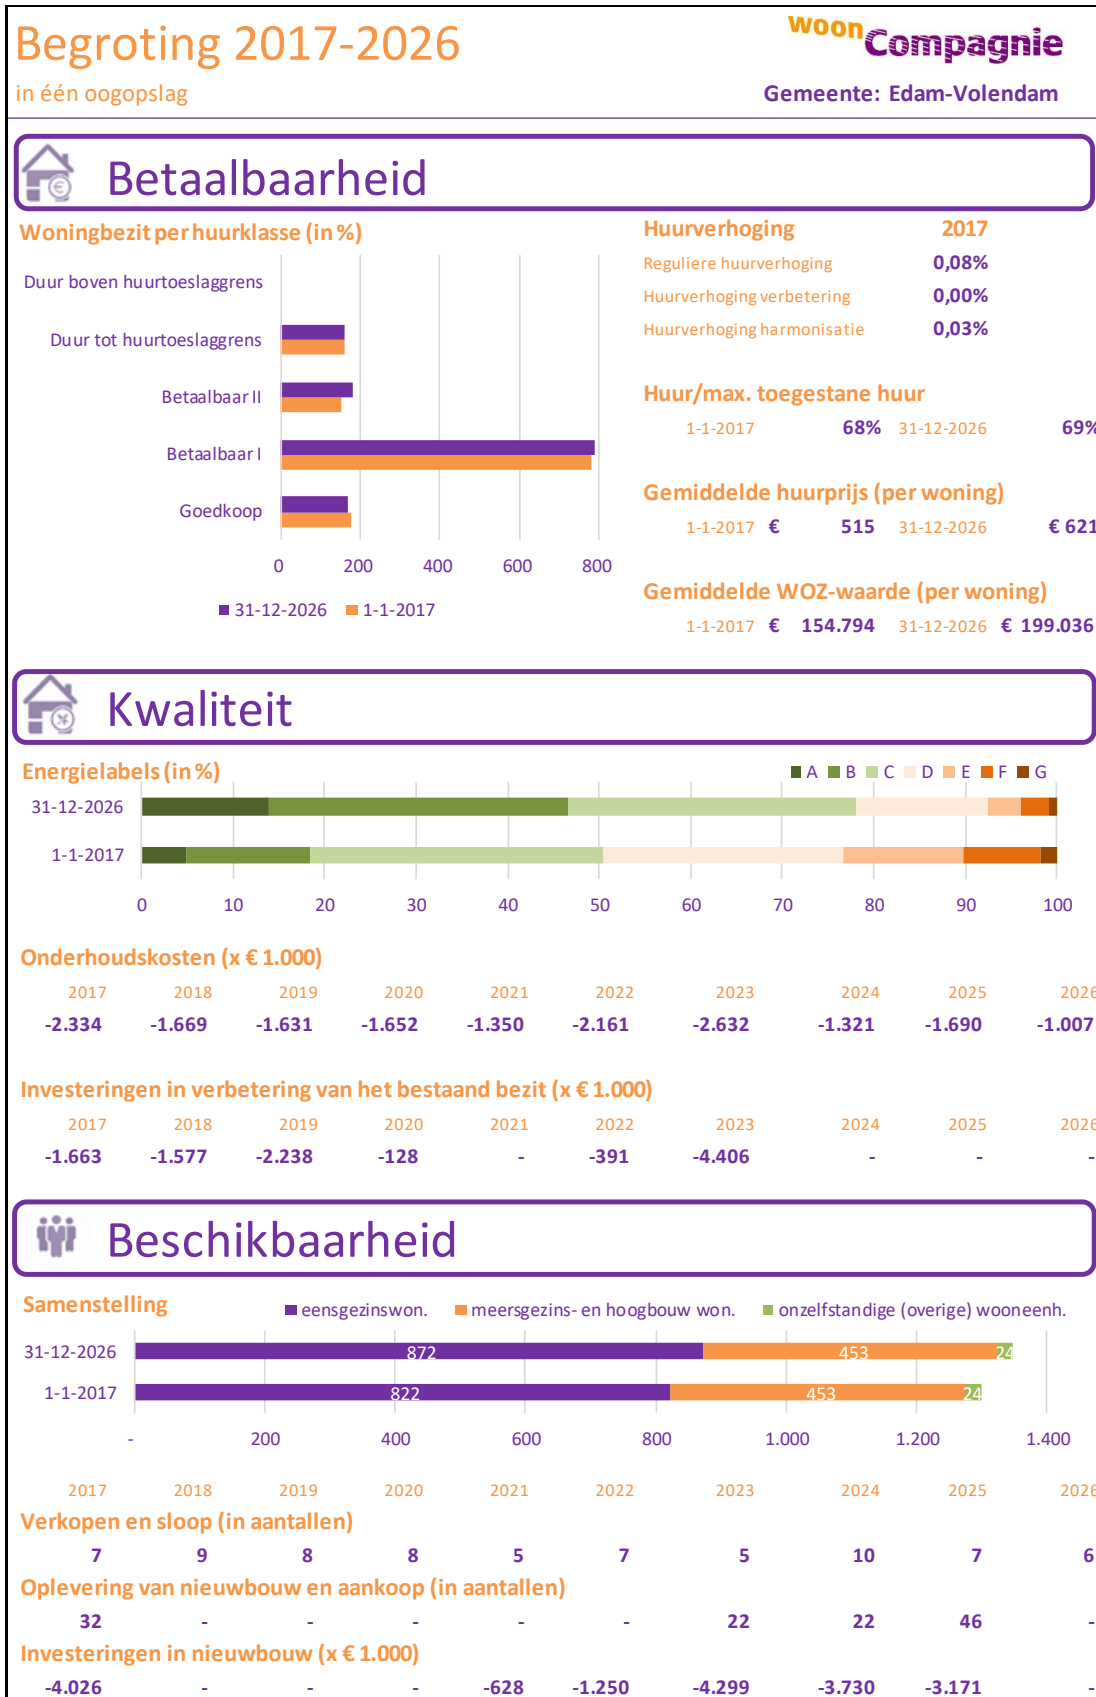 Begroting 2017-2026
woonCompagnie
in één oogopslag
Gemeente: Edam-Volendam
Betaalbaarheid
Woningbezit per huurklasse (in %)
Duur boven huurtoeslaggrens
Duur tot huurtoeslaggrens
Betaalbaar II
Betaalbaar I
Goedkoop
0 200 400 600 800
31-12-2026 1-1-2017
Huurverhoging 2017
Reguliere huurverhoging 0,08%
Huurverhoging verbetering 0,00%
Huurverhoging harmonisatie 0,03%
Huur/max. toegestane huur
1-1-2017 68% 31-12-2026 69%
Gemiddelde huurprijs (per woning)
1-1-2017 € 515 31-12-2026 € 621
Gemiddelde WOZ-waarde (per woning)
1-1-2017 € 154.794 31-12-2026 € 199.036
Kwaliteit
Energielabels (in %)
A B C D E F G
31-12-2026
1-1-2017
0 10 20 30 40 50 60 70 80 90 100
Onderhoudskosten (x € 1.000)
2017 2018 2019 2020 2021 2022 2023 2024 2025 2026
-2.334 -1.669 -1.631 -1.652 -1.350 -2.161 -2.632 -1.321 -1.690 -1.007
Investeringen in verbetering van het bestaand bezit (x € 1.000)
2017 2018 2019 2020 2021 2022 2023 2024 2025 2026
-1.663 -1.577 -2.238 -128 - -391 -4.406 - - -
Beschikbaarheid
Samenstelling
eensgezinswon. meersgezins- en hoogbouw won. onzelfstandige (overige) wooneenh.
31-12-2026 872 453 24
1-1-2017 822 453 24
- 200 400 600 800 1.000 1.200 1.400
2017 2018 2019 2020 2021 2022 2023 2024 2025 2026
Verkopen en sloop (in aantallen)
7 9 8 8 5 7 5 10 7 6
Oplevering van nieuwbouw en aankoop (in aantallen)
32 - - - - - 22 22 46 -
Investeringen in nieuwbouw (x € 1.000)
-4.026 - - - -628 -1.250 -4.299 -3.730 -3.171 -